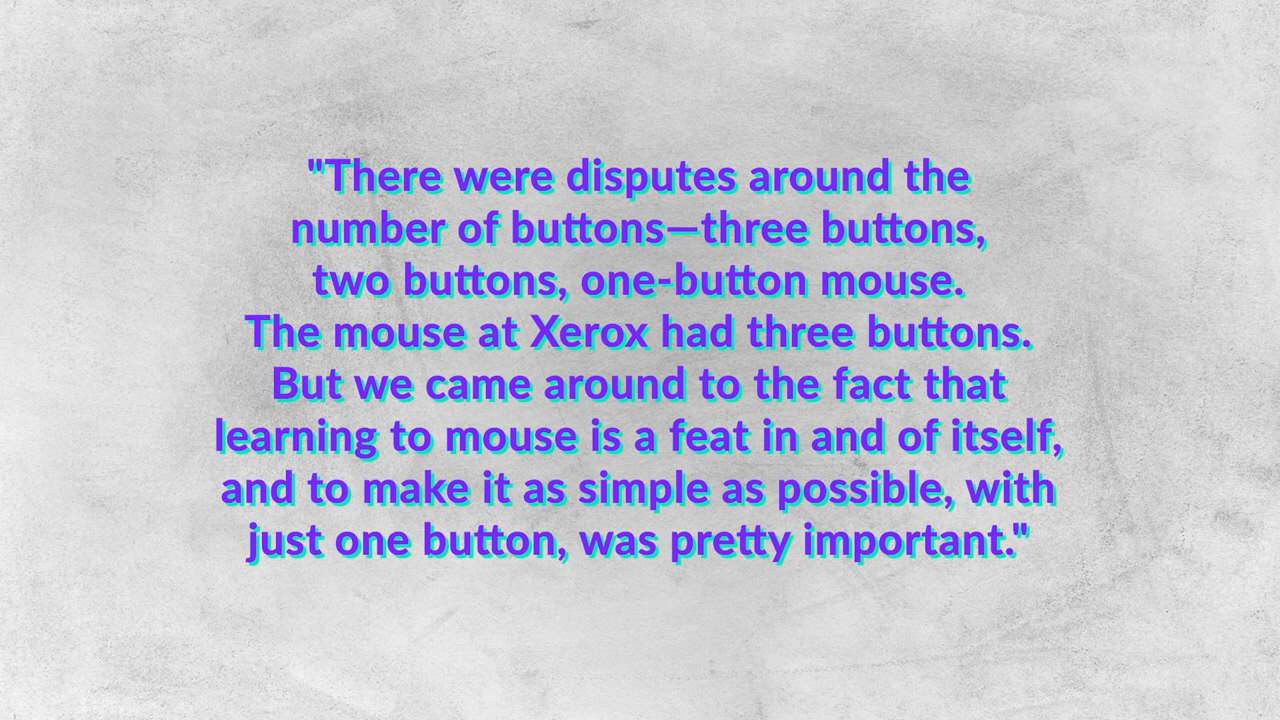 "There were disputes around the
number of buttons—three buttons,
two buttons, one-button mouse.
The mouse at Xerox had three buttons.
But we came around to the fact that
learning to mouse is a feat in and of itself,
and to make it as simple as possible, with
just one button, was pretty important."